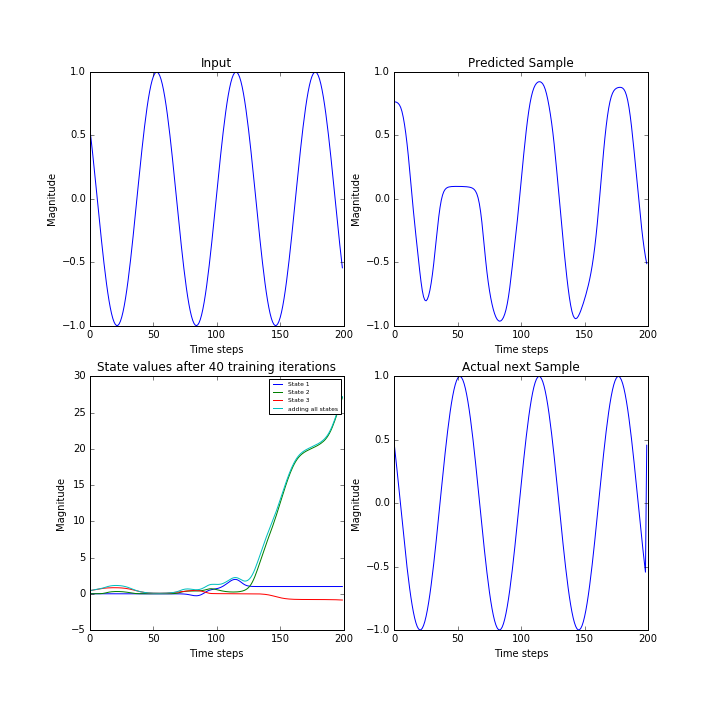 Input
1.0
0.5
0.0
−0.5
−1.0
Magnitude
0
50
100
150
200
Time steps
Predicted Sample
1.0
0.5
0.0
−0.5
−1.0
Magnitude
0
50
100
150
200
Time steps
State values after 40 training iterations
30
25
20
15
10
5
0
−5
Magnitude
State 1
State 2
State 3
adding all states
0
50
100
150
200
Time steps
Actual next Sample
1.0
0.5
0.0
−0.5
−1.0
Magnitude
0
50
100
150
200
Time steps